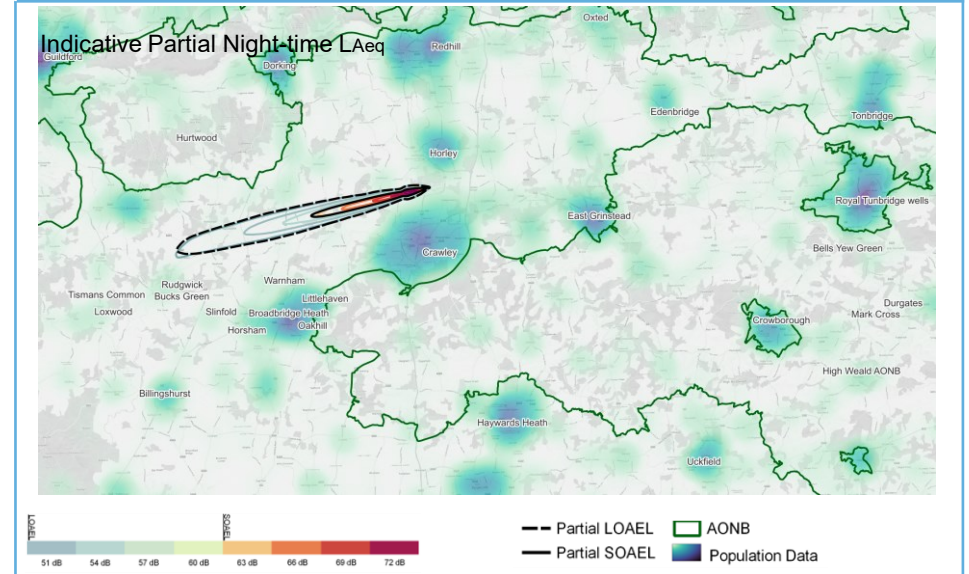 Oxted
Indicative Partial Night-time LAeq
Redhill
Guildford
Dorking
Edenbridge
Tonbridge
Hurtwood
Horley
Royal Tunbridge wells
East Grinstead
Bells Yew Green
Crawley
Warnham
Rudgwick
Tismans Common
Bucks Green
Littlehaven
Durgates
Loxwood
Slinfold
Broadbridge Heath
Mark Cross
Crowborough
Horsham
Oakhill
High Weald AONB
Billingshurst
Haywards Heath
Uckfield
LOAEL
SOAEL
51 dB
54 dB
57 dB
60 dB
63 dB
66 dB
69 dB
72 dB
Partial LOAEL
AONB
Partial SOAEL
Population Data